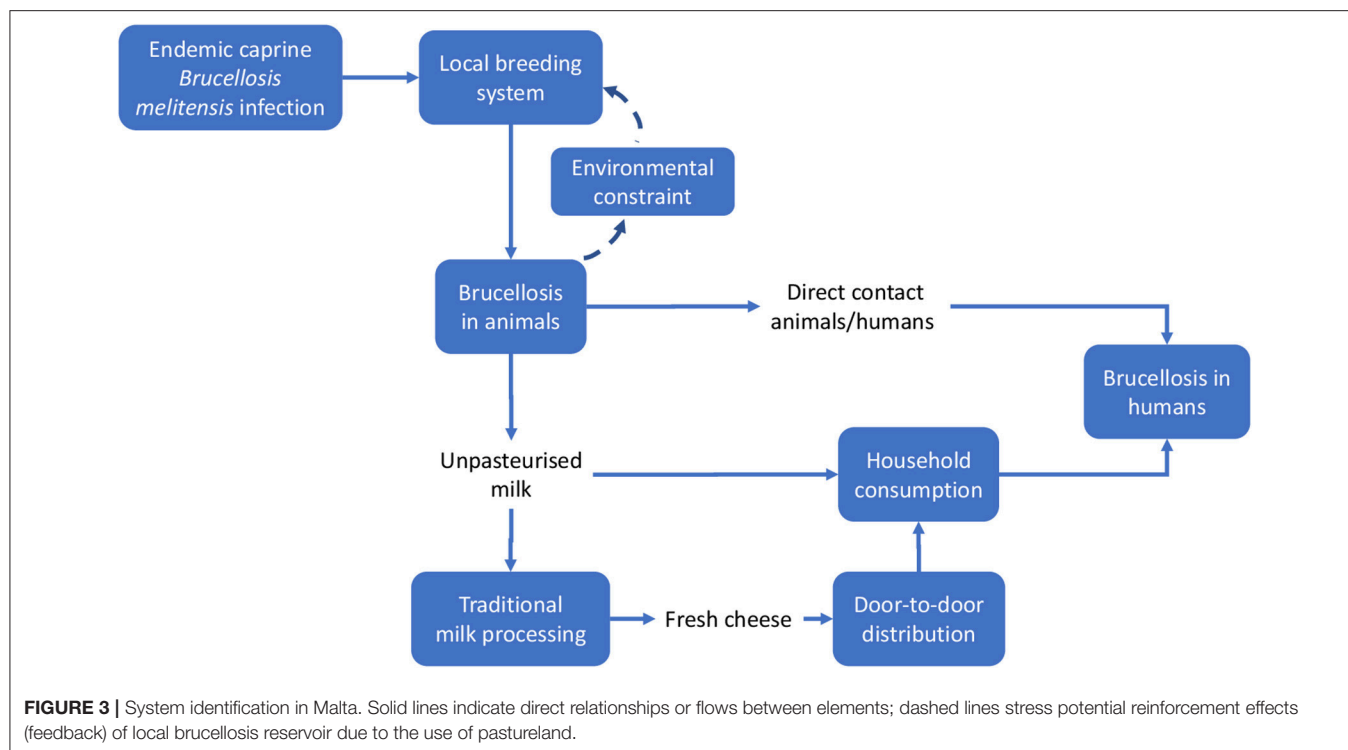 Endemic caprine
Brucellosis
melitensis infection
Local breeding
system
Environmental
constraint
Brucellosis
in animals
Direct contact
animals/humans
Brucellosis in
humans
Unpasteurised
milk
Household
consumption
Traditional
milk processing
Fresh cheese
Door-to-door
distribution
FIGURE 3 | System identification in Malta. Solid lines indicate direct relationships or flows between elements; dashed lines stress potential reinforcement effects
(feedback) of local brucellosis reservoir due to the use of pastureland.